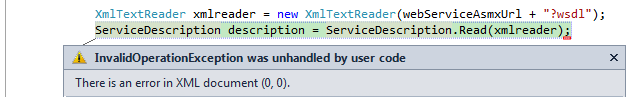 XmlTextReader xmlreader = new XmlTextReader(webServiceAsmxUrl + "?wsdl");
ServiceDescription description = ServiceDescription.Read(xmlreader);
InvalidOperationException was unhandled by user code
There is an error in XML document (0, 0).